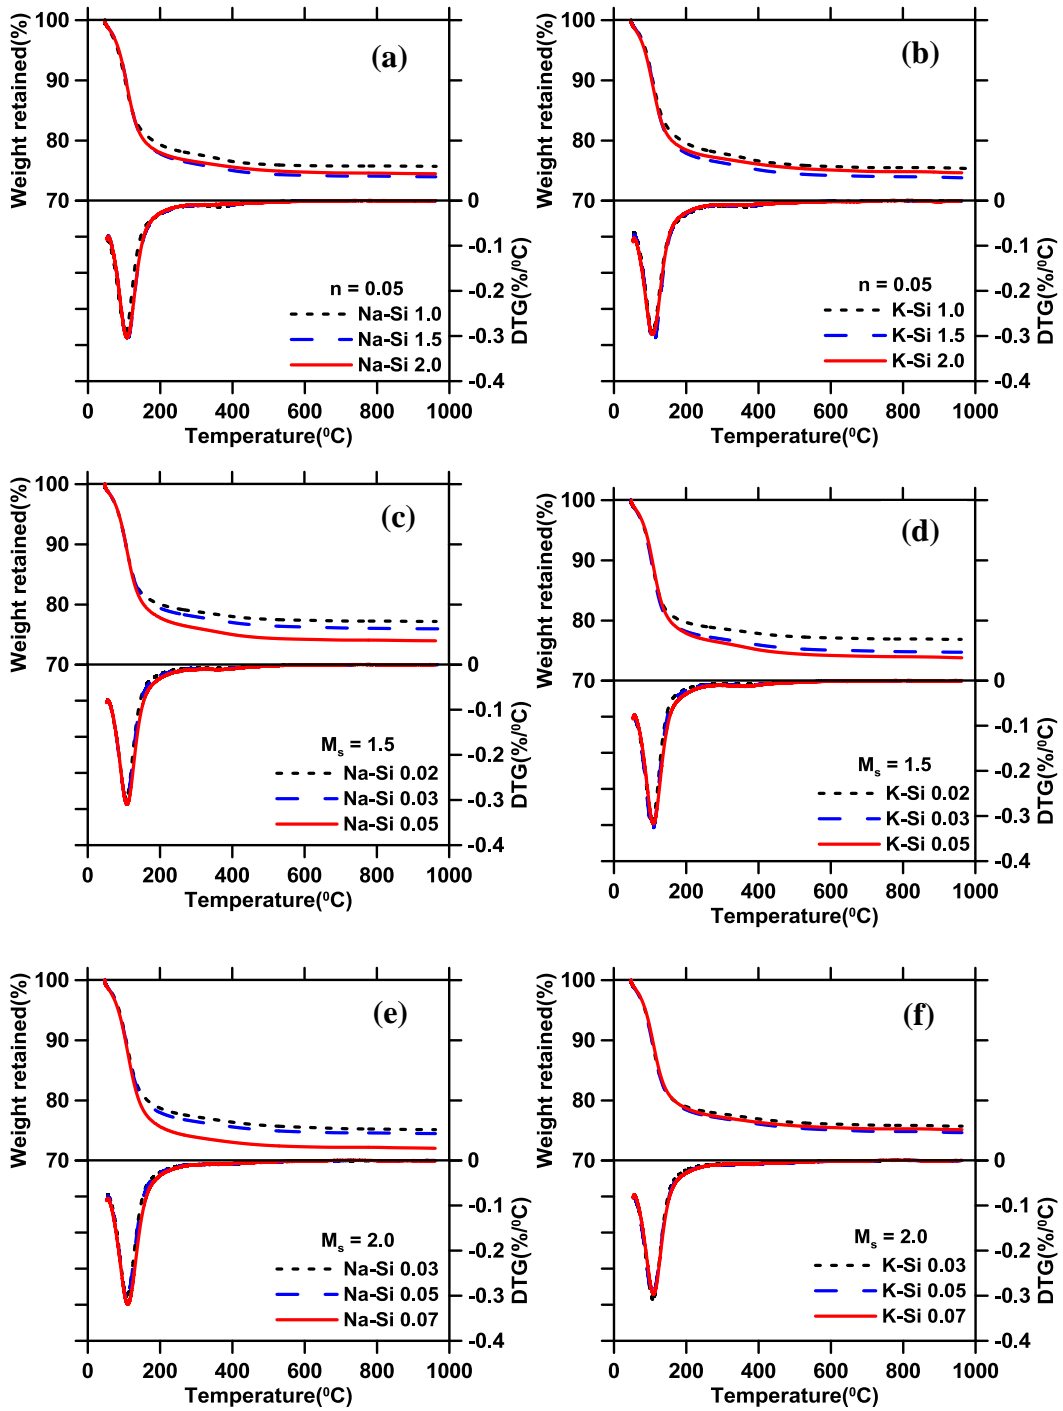 (a)
Weight retained(%)
100
90
80
70
0
-0.1
-0.2
-0.3
-0.4
DTG(%/⁰C)
n = 0.05
Na-Si 1.0
Na-Si 1.5
Na-Si 2.0
0 200 400 600 800 1000
Temperature(⁰C)
(b)
Weight retained(%)
100
90
80
70
0
-0.1
-0.2
-0.3
-0.4
DTG(%/⁰C)
n = 0.05
K-Si 1.0
K-Si 1.5
K-Si 2.0
0 200 400 600 800 1000
Temperature(⁰C)
(c)
Weight retained(%)
100
90
80
70
0
-0.1
-0.2
-0.3
-0.4
DTG(%/⁰C)
Mₛ = 1.5
Na-Si 0.02
Na-Si 0.03
Na-Si 0.05
0 200 400 600 800 1000
Temperature(⁰C)
(d)
Weight retained(%)
100
90
80
70
0
-0.1
-0.2
-0.3
-0.4
DTG(%/⁰C)
Mₛ = 1.5
K-Si 0.02
K-Si 0.03
K-Si 0.05
0 200 400 600 800 1000
Temperature(⁰C)
(e)
Weight retained(%)
100
90
80
70
0
-0.1
-0.2
-0.3
-0.4
DTG(%/⁰C)
Mₛ = 2.0
Na-Si 0.03
Na-Si 0.05
Na-Si 0.07
0 200 400 600 800 1000
Temperature(⁰C)
(f)
Weight retained(%)
100
90
80
70
0
-0.1
-0.2
-0.3
-0.4
DTG(%/⁰C)
Mₛ = 2.0
K-Si 0.03
K-Si 0.05
K-Si 0.07
0 200 400 600 800 1000
Temperature(⁰C)